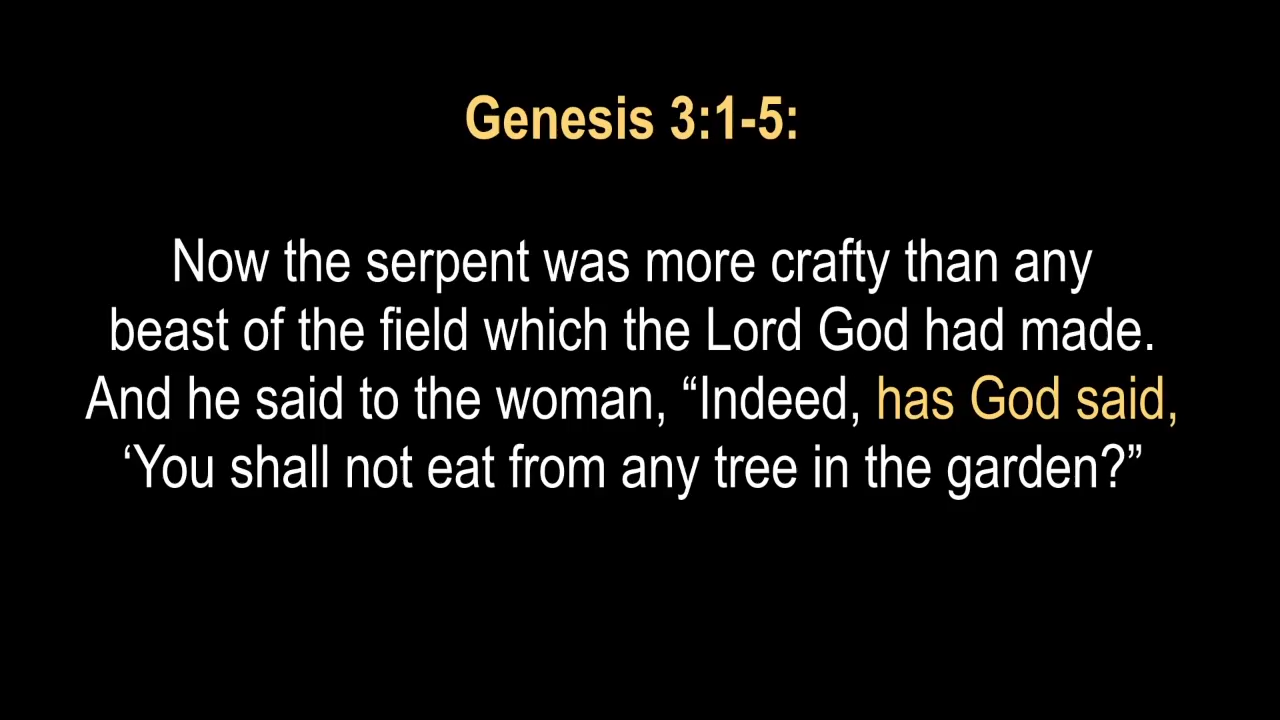 Genesis 3:1-5:
Now the serpent was more crafty than any
beast of the field which the Lord God had made.
And he said to the woman, “Indeed, has God said,
‘You shall not eat from any tree in the garden?”